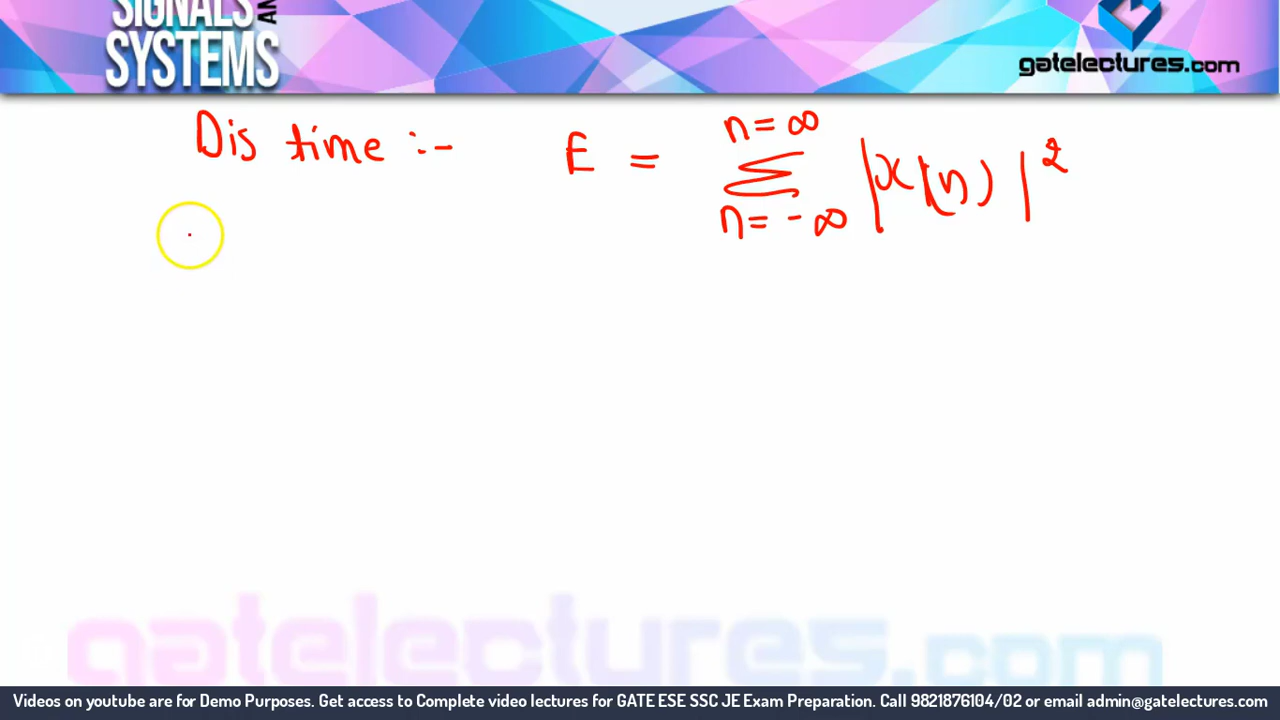 SIGNALS AND
SYSTEMS
gatelectures.com
Dis time :- E = n=∞ Σ n=-∞ |x(n)|²
gatelectures.com
Videos on youtube are for Demo Purposes. Get access to Complete video lectures for GATE ESE SSC JE Exam Preparation. Call 9821876104/02 or email admin@gatelectures.com